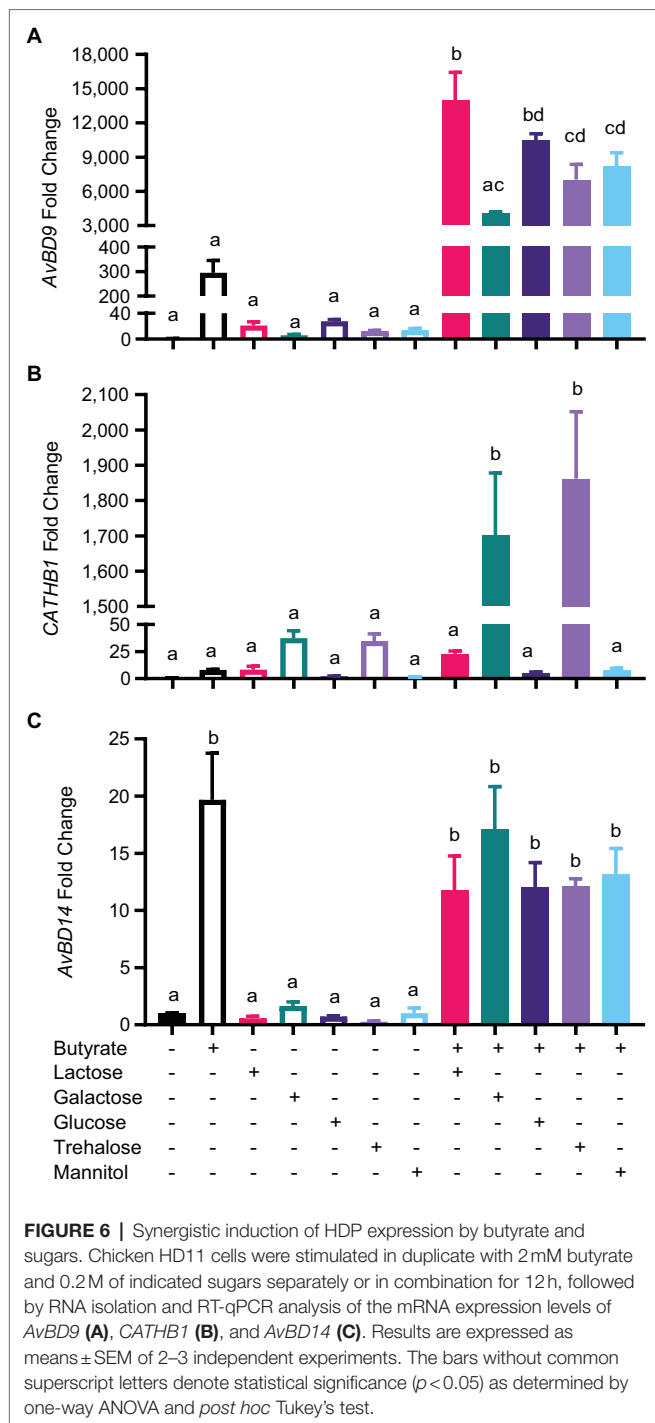 A
AvBD9 Fold Change
18,000
15,000
12,000
9,000
6,000
3,000
400
300
200
40
0
a a a a a a a b ac bd cd cd
B
CATHB1 Fold Change
2,100
2,000
1,900
1,800
1,700
1,600
1,500
50
25
0
a a a a a a a a b a b a
C
AvBD14 Fold Change
25
20
15
10
5
0
a b a a a a a b b b b b
Butyrate - + - - - - - + + + + +
Lactose - - + - - - - + - - - -
Galactose - - - + - - - - + - - -
Glucose - - - - + - - - - + - -
Trehalose - - - - - + - - - - + -
Mannitol - - - - - - + - - - - +
FIGURE 6 | Synergistic induction of HDP expression by butyrate and
sugars. Chicken HD11 cells were stimulated in duplicate with 2 mM butyrate
and 0.2 M of indicated sugars separately or in combination for 12 h, followed
by RNA isolation and RT-qPCR analysis of the mRNA expression levels of
AvBD9 (A), CATHB1 (B), and AvBD14 (C). Results are expressed as
means ± SEM of 2–3 independent experiments. The bars without common
superscript letters denote statistical significance (p < 0.05) as determined by
one-way ANOVA and post hoc Tukey's test.